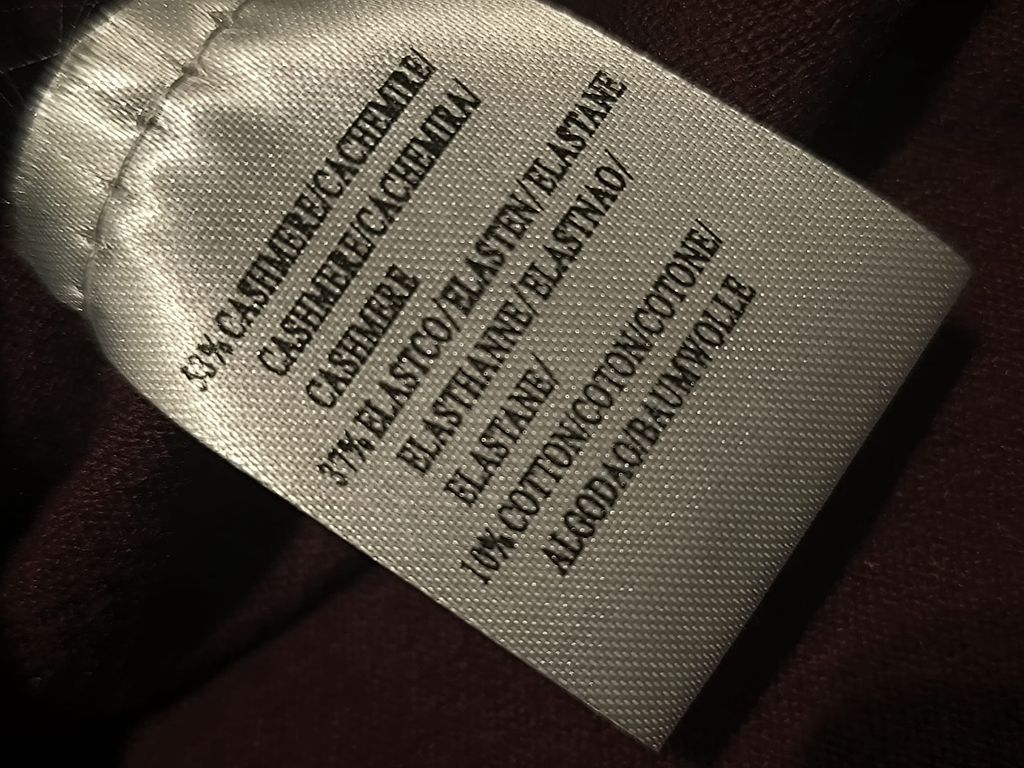 53% CASHMERE/CACHEMIRE/
CASHMERE/CACHEMIRA/
CASHMERE
37% ELASTCO/ELASTEN/ELASTANE
ELASTHANNE/ELASTNAO/
ELASTANE/
10% COTTON/COTON/COTONE/
ALGODAO/BAUMWOLLE